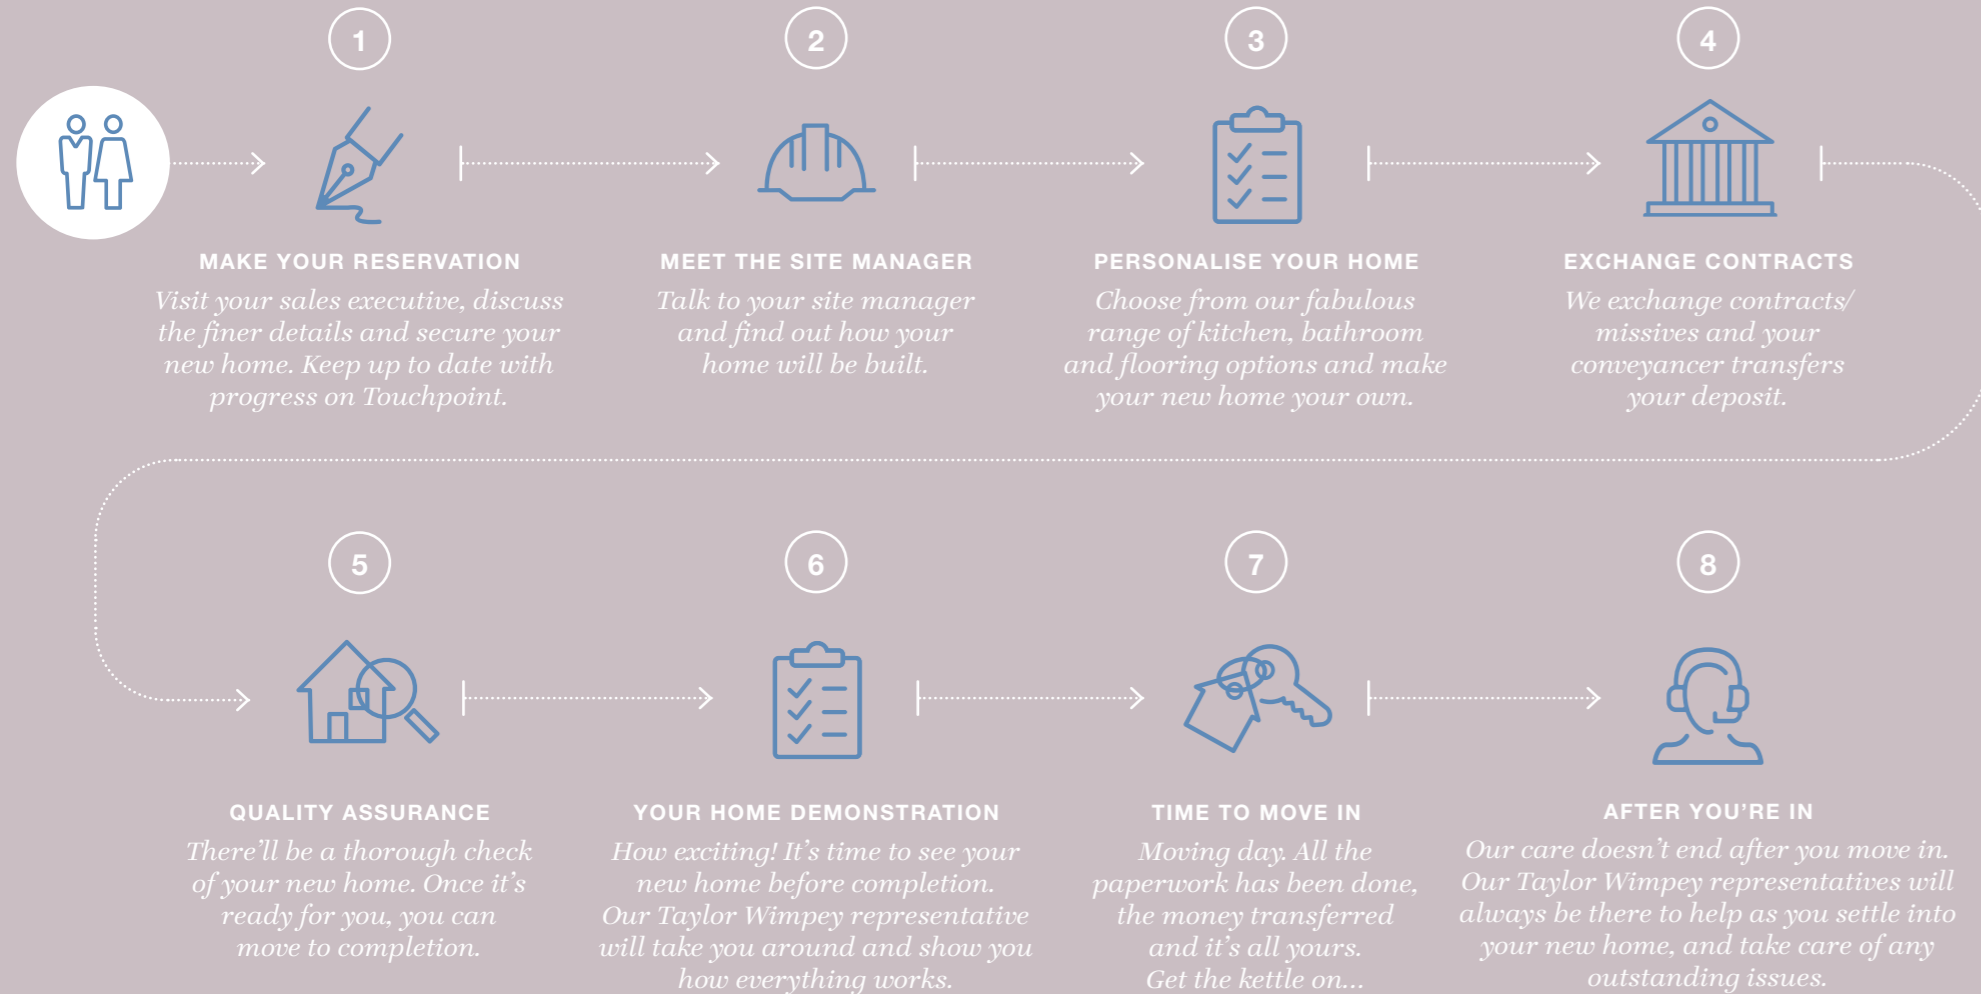 1
MAKE YOUR RESERVATION
Visit your sales executive, discuss
the finer details and secure your
new home. Keep up to date with
progress on Touchpoint.
2
MEET THE SITE MANAGER
Talk to your site manager
and find out how your
home will be built.
3
PERSONALISE YOUR HOME
Choose from our fabulous
range of kitchen, bathroom
and flooring options and make
your new home your own.
4
EXCHANGE CONTRACTS
We exchange contracts/
missives and your
conveyancer transfers
your deposit.
5
QUALITY ASSURANCE
There’ll be a thorough check
of your new home. Once it’s
ready for you, you can
move to completion.
6
YOUR HOME DEMONSTRATION
How exciting! It’s time to see your
new home before completion.
Our Taylor Wimpey representative
will take you around and show you
how everything works.
7
TIME TO MOVE IN
Moving day. All the
paperwork has been done,
the money transferred
and it’s all yours.
Get the kettle on...
8
AFTER YOU’RE IN
Our care doesn’t end after you move in.
Our Taylor Wimpey representatives will
always be there to help as you settle into
your new home, and take care of any
outstanding issues.